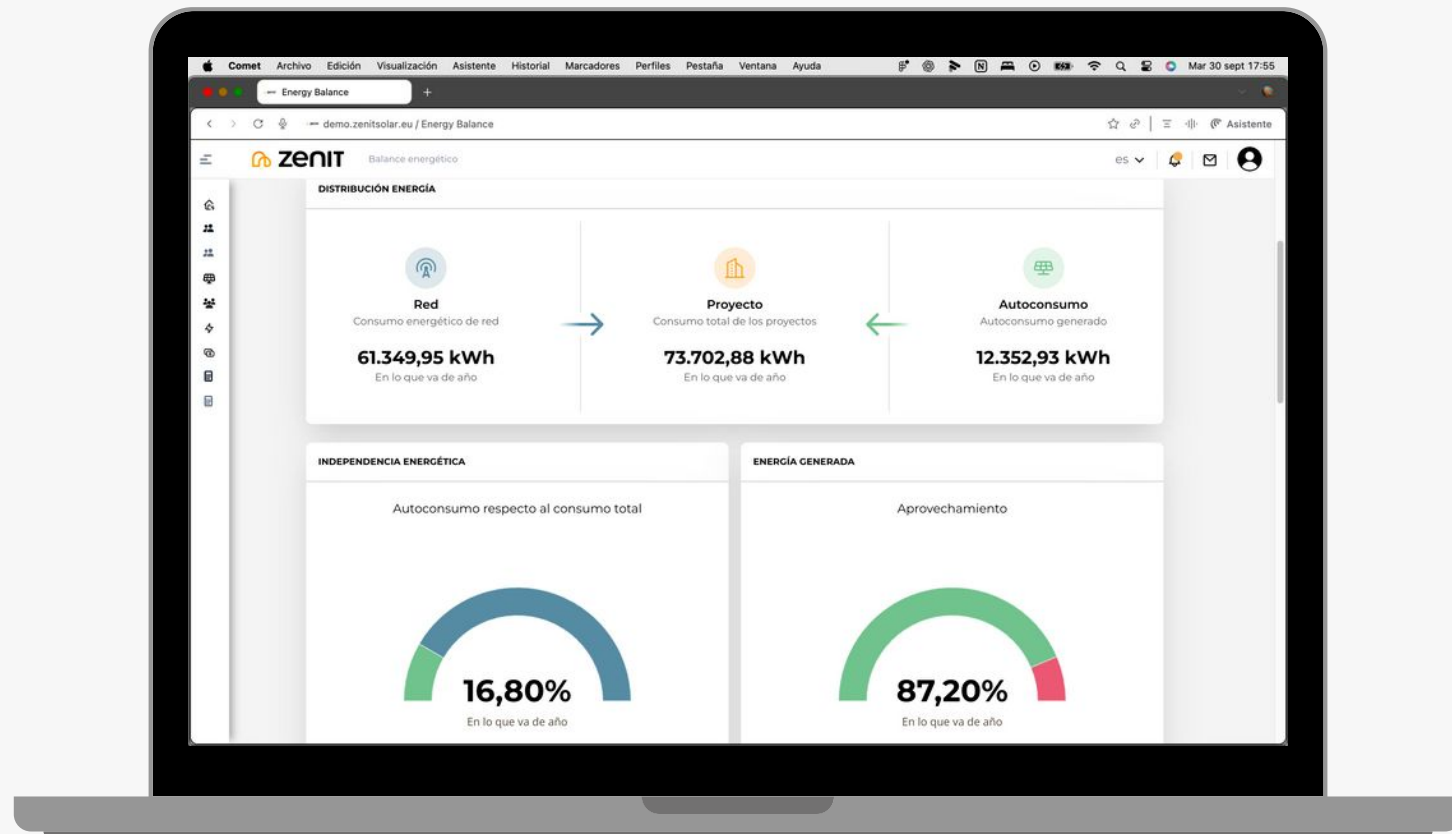 Comet Archivo Edición Visualización Asistente Historial Marcadores Perfiles Pestaña Ventana Ayuda Mar 30 sept 17:55
Energy Balance
demo.zenitsolar.eu / Energy Balance Asistente
zenit Balance energético es
DISTRIBUCIÓN ENERGÍA
Red Proyecto Autoconsumo
Consumo energético de red Consumo total de los proyectos Autoconsumo generado
61.349,95 kWh 73.702,88 kWh 12.352,93 kWh
En lo que va de año En lo que va de año En lo que va de año
INDEPENDENCIA ENERGÉTICA ENERGÍA GENERADA
Autoconsumo respecto al consumo total Aprovechamiento
16,80% 87,20%
En lo que va de año En lo que va de año